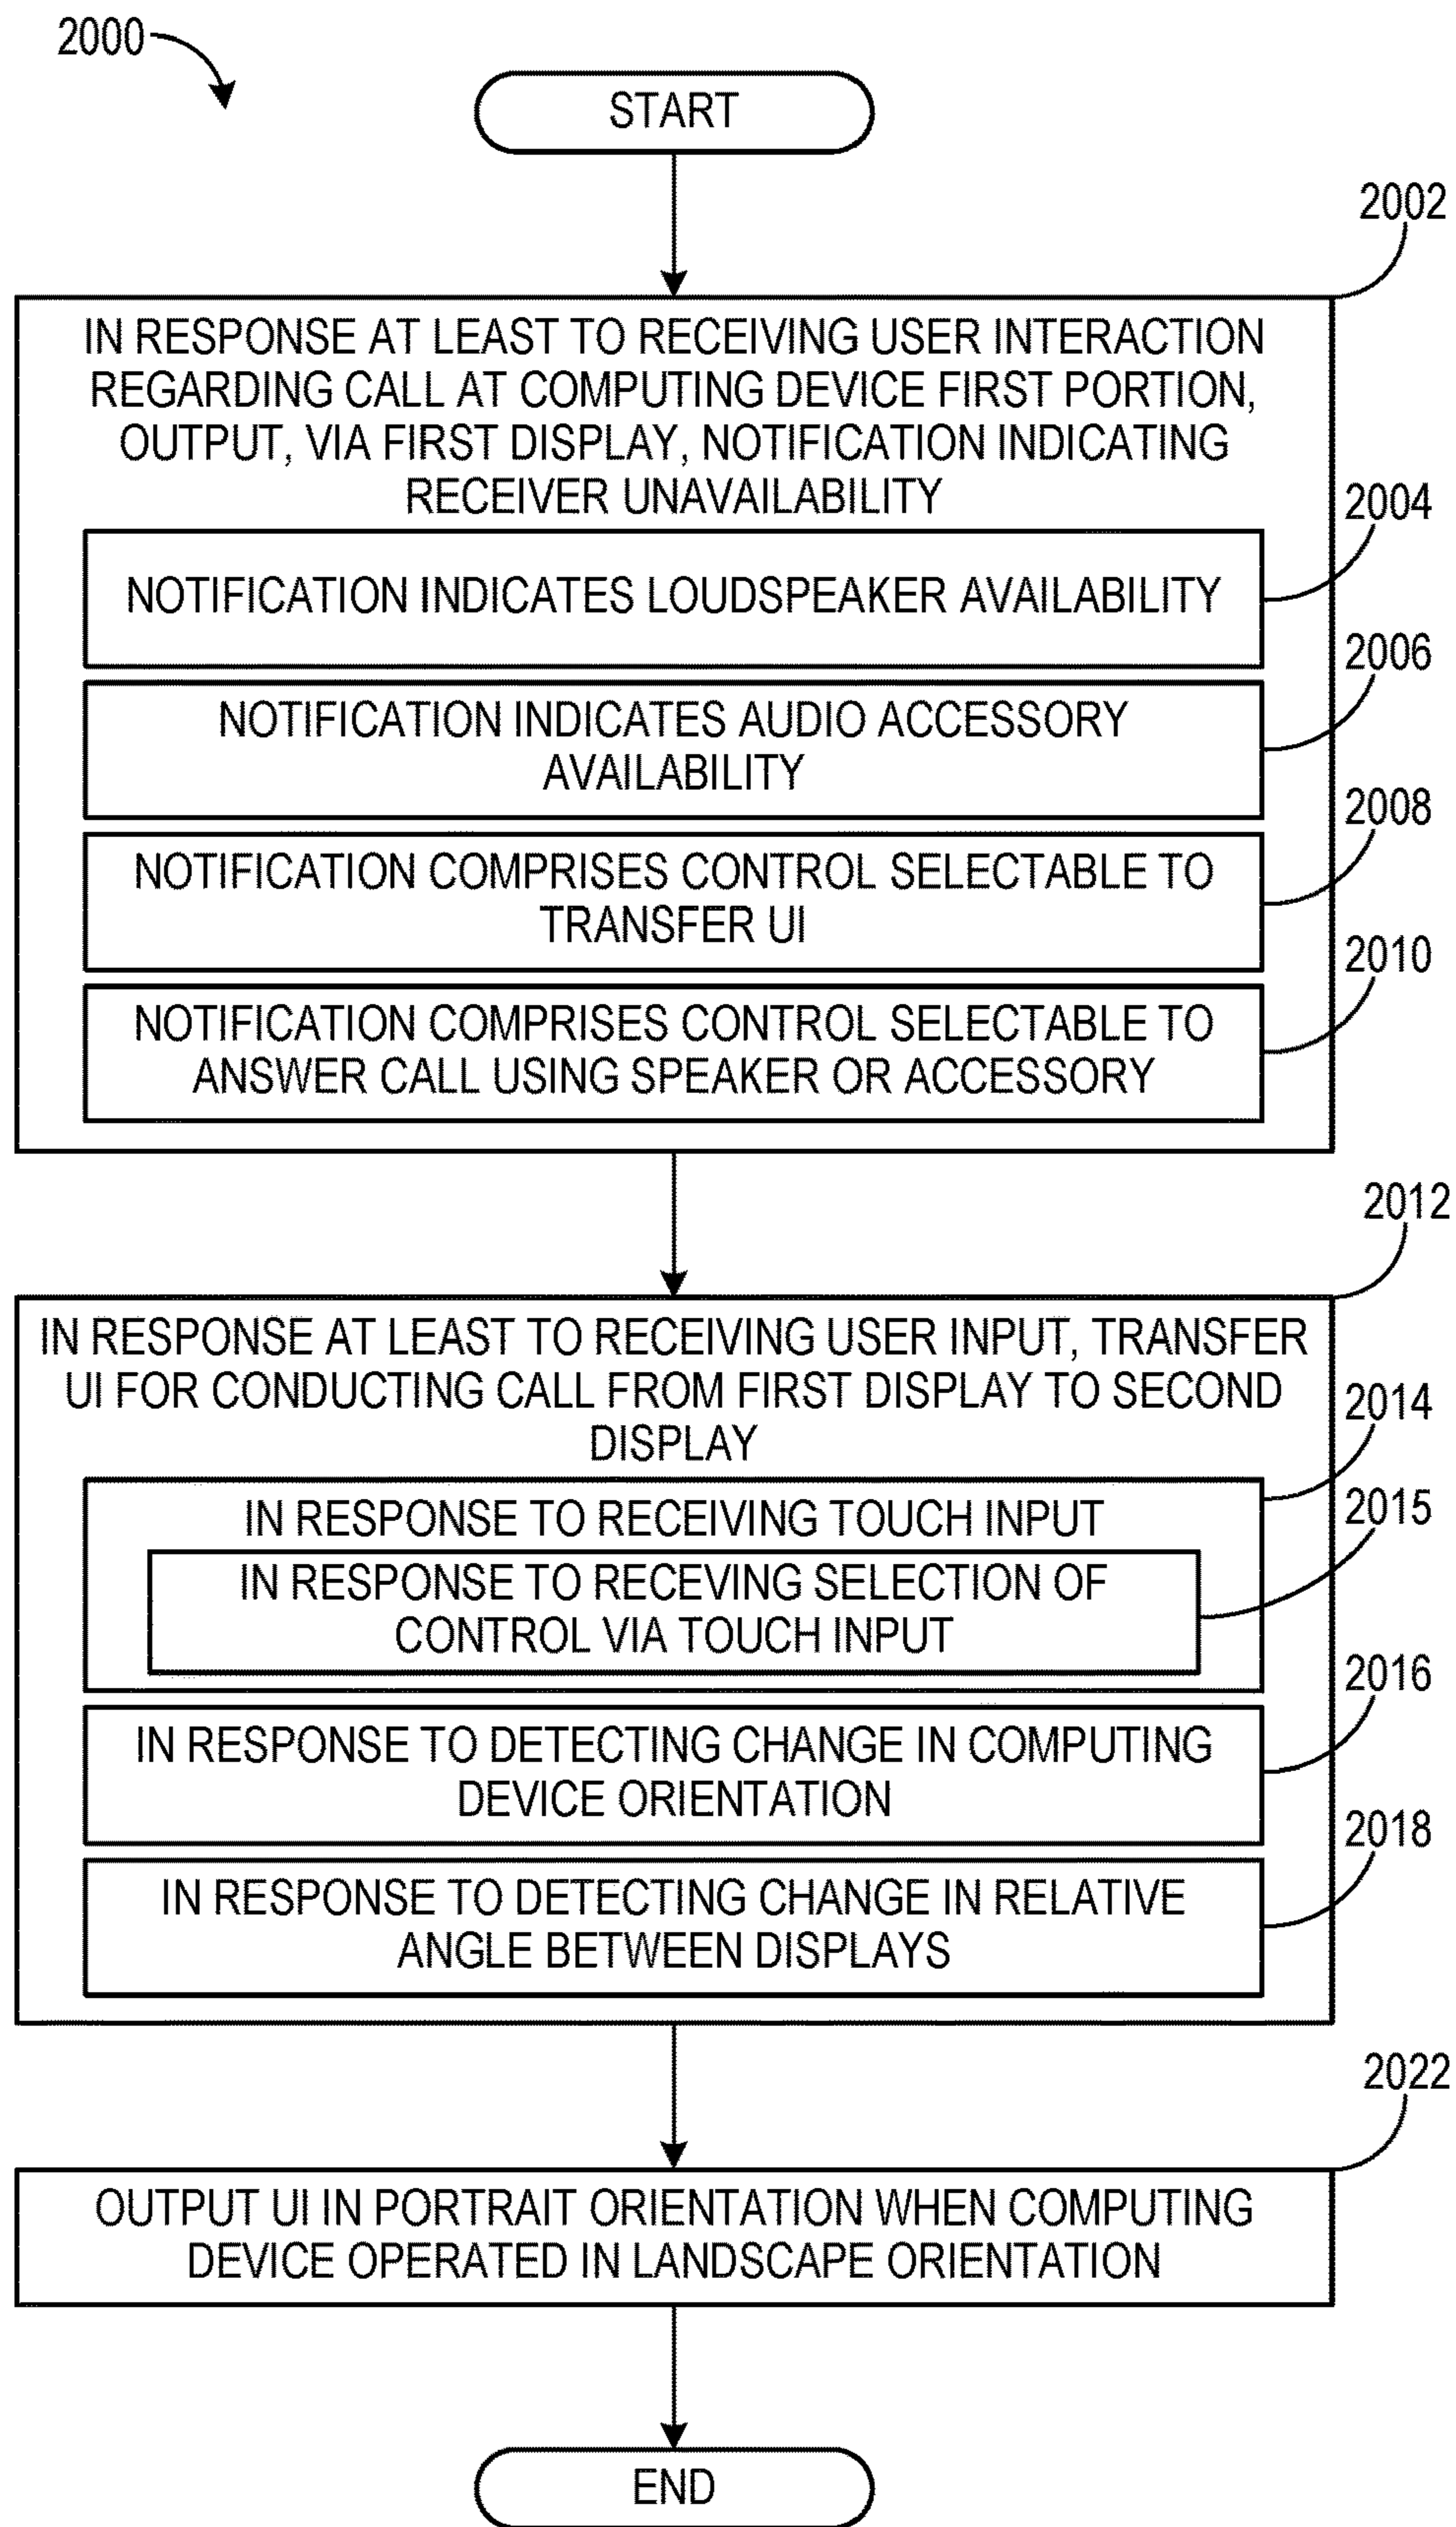 2000
START
2002
IN RESPONSE AT LEAST TO RECEIVING USER INTERACTION
REGARDING CALL AT COMPUTING DEVICE FIRST PORTION,
OUTPUT, VIA FIRST DISPLAY, NOTIFICATION INDICATING
RECEIVER UNAVAILABILITY
2004
NOTIFICATION INDICATES LOUDSPEAKER AVAILABILITY
2006
NOTIFICATION INDICATES AUDIO ACCESSORY
AVAILABILITY
2008
NOTIFICATION COMPRISES CONTROL SELECTABLE TO
TRANSFER UI
2010
NOTIFICATION COMPRISES CONTROL SELECTABLE TO
ANSWER CALL USING SPEAKER OR ACCESSORY
2012
IN RESPONSE AT LEAST TO RECEIVING USER INPUT, TRANSFER
UI FOR CONDUCTING CALL FROM FIRST DISPLAY TO SECOND
DISPLAY
2014
IN RESPONSE TO RECEIVING TOUCH INPUT
2015
IN RESPONSE TO RECEVING SELECTION OF
CONTROL VIA TOUCH INPUT
2016
IN RESPONSE TO DETECTING CHANGE IN COMPUTING
DEVICE ORIENTATION
2018
IN RESPONSE TO DETECTING CHANGE IN RELATIVE
ANGLE BETWEEN DISPLAYS
2022
OUTPUT UI IN PORTRAIT ORIENTATION WHEN COMPUTING
DEVICE OPERATED IN LANDSCAPE ORIENTATION
END